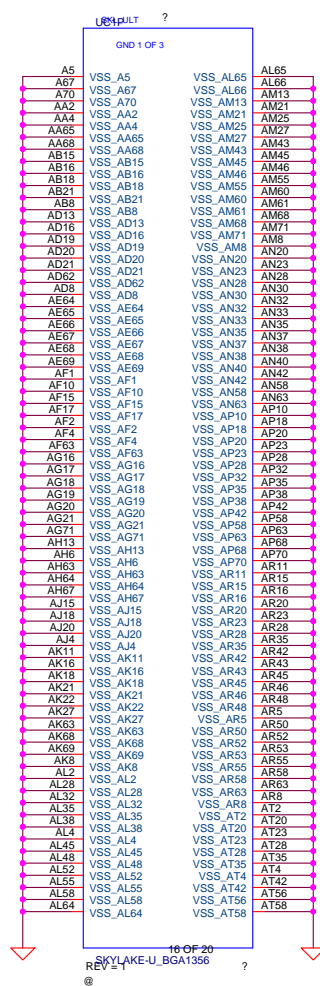 UC1P
SKL_ULT
?
GND 1 OF 3
A5 VSS_A5 VSS_AL65 AL65
A67 VSS_A67 VSS_AL66 AL66
A70 VSS_A70 VSS_AM13 AM13
AA2 VSS_AA2 VSS_AM21 AM21
AA4 VSS_AA4 VSS_AM25 AM25
AA65 VSS_AA65 VSS_AM27 AM27
AA68 VSS_AA68 VSS_AM43 AM43
AB15 VSS_AB15 VSS_AM45 AM45
AB16 VSS_AB16 VSS_AM46 AM46
AB18 VSS_AB18 VSS_AM55 AM55
AB21 VSS_AB21 VSS_AM60 AM60
AB8 VSS_AB8 VSS_AM61 AM61
AD13 VSS_AD13 VSS_AM68 AM68
AD16 VSS_AD16 VSS_AM71 AM71
AD19 VSS_AD19 VSS_AM8 AM8
AD20 VSS_AD20 VSS_AN20 AN20
AD21 VSS_AD21 VSS_AN23 AN23
AD62 VSS_AD62 VSS_AN28 AN28
AD8 VSS_AD8 VSS_AN30 AN30
AE64 VSS_AE64 VSS_AN32 AN32
AE65 VSS_AE65 VSS_AN33 AN33
AE66 VSS_AE66 VSS_AN35 AN35
AE67 VSS_AE67 VSS_AN37 AN37
AE68 VSS_AE68 VSS_AN38 AN38
AE69 VSS_AE69 VSS_AN40 AN40
AF1 VSS_AF1 VSS_AN42 AN42
AF10 VSS_AF10 VSS_AN58 AN58
AF15 VSS_AF15 VSS_AN63 AN63
AF17 VSS_AF17 VSS_AP10 AP10
AF2 VSS_AF2 VSS_AP18 AP18
AF4 VSS_AF4 VSS_AP20 AP20
AF63 VSS_AF63 VSS_AP23 AP23
AG16 VSS_AG16 VSS_AP28 AP28
AG17 VSS_AG17 VSS_AP32 AP32
AG18 VSS_AG18 VSS_AP35 AP35
AG19 VSS_AG19 VSS_AP38 AP38
AG20 VSS_AG20 VSS_AP42 AP42
AG21 VSS_AG21 VSS_AP58 AP58
AG71 VSS_AG71 VSS_AP63 AP63
AH13 VSS_AH13 VSS_AP68 AP68
AH6 VSS_AH6 VSS_AP70 AP70
AH63 VSS_AH63 VSS_AR11 AR11
AH64 VSS_AH64 VSS_AR15 AR15
AH67 VSS_AH67 VSS_AR16 AR16
AJ15 VSS_AJ15 VSS_AR20 AR20
AJ18 VSS_AJ18 VSS_AR23 AR23
AJ20 VSS_AJ20 VSS_AR28 AR28
AJ4 VSS_AJ4 VSS_AR35 AR35
AK11 VSS_AK11 VSS_AR42 AR42
AK16 VSS_AK16 VSS_AR43 AR43
AK18 VSS_AK18 VSS_AR45 AR45
AK21 VSS_AK21 VSS_AR46 AR46
AK22 VSS_AK22 VSS_AR48 AR48
AK27 VSS_AK27 VSS_AR5 AR5
AK63 VSS_AK63 VSS_AR50 AR50
AK68 VSS_AK68 VSS_AR52 AR52
AK69 VSS_AK69 VSS_AR53 AR53
AK8 VSS_AK8 VSS_AR55 AR55
AL2 VSS_AL2 VSS_AR58 AR58
AL28 VSS_AL28 VSS_AR63 AR63
AL32 VSS_AL32 VSS_AR8 AR8
AL35 VSS_AL35 VSS_AT2 AT2
AL38 VSS_AL38 VSS_AT20 AT20
AL4 VSS_AL4 VSS_AT23 AT23
AL45 VSS_AL45 VSS_AT28 AT28
AL48 VSS_AL48 VSS_AT35 AT35
AL52 VSS_AL52 VSS_AT4 AT4
AL55 VSS_AL55 VSS_AT42 AT42
AL58 VSS_AL58 VSS_AT56 AT56
AL64 VSS_AL64 VSS_AT58 AT58
16 OF 20
SKYLAKE-U_BGA1356
REV = 1 ?
@